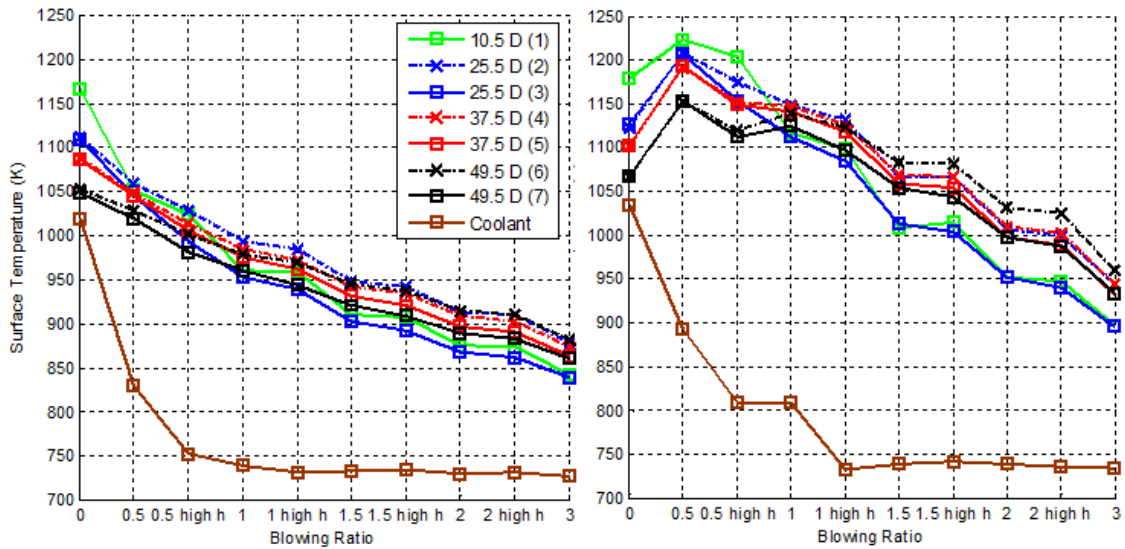 1250
1200
1150
1100
1050
1000
950
900
850
800
750
700
Surface Temperature (K)
10.5 D (1)
25.5 D (2)
25.5 D (3)
37.5 D (4)
37.5 D (5)
49.5 D (6)
49.5 D (7)
Coolant
0 0.5 0.5 high h 1 1 high h 1.5 1.5 high h 2 2 high h 3
Blowing Ratio
1250
1200
1150
1100
1050
1000
950
900
850
800
750
700
0 0.5 0.5 high h 1 1 high h 1.5 1.5 high h 2 2 high h 3
Blowing Ratio